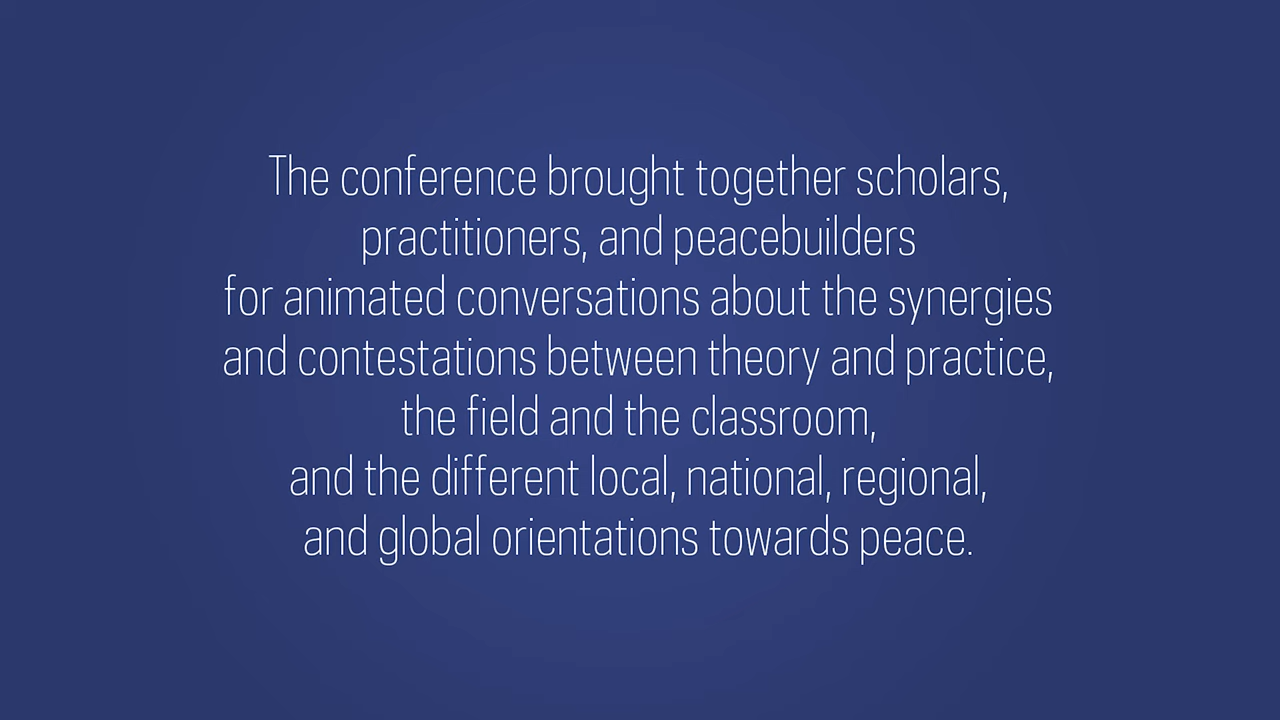 The conference brought together scholars,
practitioners, and peacebuilders
for animated conversations about the synergies
and contestations between theory and practice,
the field and the classroom,
and the different local, national, regional,
and global orientations towards peace.